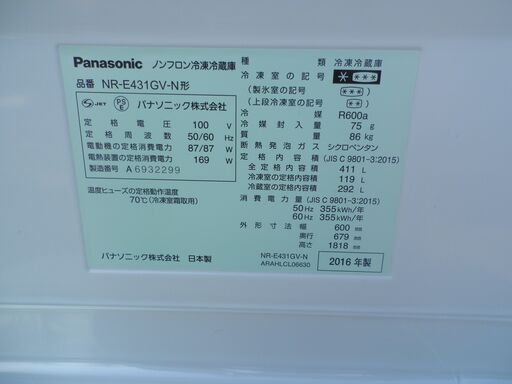 Panasonic ノンフロン冷凍冷蔵庫
品番 NR-E431GV-N形
JET PSE パナソニック株式会社
定格電圧 100 V
定格周波数 50/60 Hz
電動機の定格消費電力 87/87 W
電熱装置の定格消費電力 169 W
製造番号 A 6932299
温度ヒューズの定格動作温度
70℃(冷凍室霜取用)
パナソニック株式会社 日本製
種類 冷凍冷蔵庫
冷凍室の記号 ****
(製氷室の記号) ***
(上段冷凍室の記号) **
冷媒 R600a
冷媒封入量 75 g
質量 86 kg
断熱発泡ガス シクロペンタン
定格内容積 (JIS C 9801-3:2015)
全定格内容積 411 L
冷凍室の定格内容積 119 L
冷蔵室の定格内容積 292 L
消費電力量 (JIS C 9801-3:2015)
50Hz 355kWh/年
60Hz 355kWh/年
外形寸法 幅 600 mm
奥行 679 mm
高さ 1818 mm
NR-E431GV-N
ARAHLCL06630
2016 年製